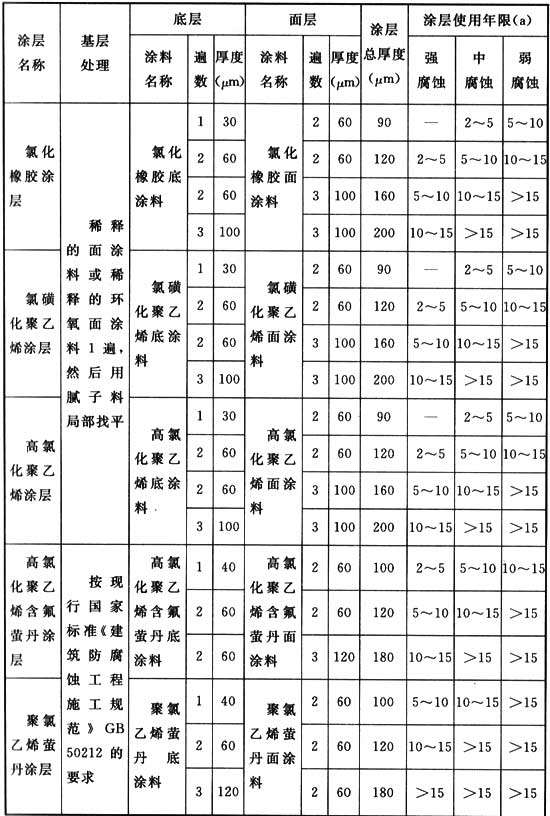 涂层名称 基层处理 底层 面层 涂层总厚度(μm) 涂层使用年限(a)
涂料名称 遍数 厚度(μm) 涂料名称 遍数 厚度(μm) 强腐蚀 中腐蚀 弱腐蚀
氯化橡胶涂层 稀释的面涂料或稀释的环氧面涂料1遍,然后用腻子料局部找平 氯化橡胶底涂料 1 30 氯化橡胶面涂料 2 60 90 — 2~5 5~10
2 60 2 60 120 2~5 5~10 10~15
2 60 3 100 160 5~10 10~15 >15
3 100 3 100 200 10~15 >15 >15
氯磺化聚乙烯涂层 氯磺化聚乙烯底涂料 1 30 氯磺化聚乙烯面涂料 2 60 90 — 2~5 5~10
2 60 2 60 120 2~5 5~10 10~15
2 60 3 100 160 5~10 10~15 >15
3 100 3 100 200 10~15 >15 >15
高氯化聚乙烯涂层 高氯化聚乙烯底涂料 1 30 高氯化聚乙烯面涂料 2 60 90 — 2~5 5~10
2 60 2 60 120 2~5 5~10 10~15
2 60 3 100 160 5~10 10~15 >15
3 100 3 100 200 10~15 >15 >15
高氯化聚乙烯含氟萤丹涂层 按现行国家标准《建筑防腐蚀工程施工规范》GB 50212的要求 高氯化聚乙烯含氟萤丹底涂料 1 40 高氯化聚乙烯含氟萤丹面涂料 2 60 100 2~5 5~10 10~15
2 60 2 60 120 5~10 10~15 >15
2 60 3 120 180 10~15 >15 >15
聚氯乙烯萤丹涂层 聚氯乙烯萤丹底涂料 1 40 聚氯乙烯萤丹面涂料 2 60 100 5~10 10~15 >15
2 60 2 60 120 10~15 >15 >15
3 120 2 60 180 >15 >15 >15